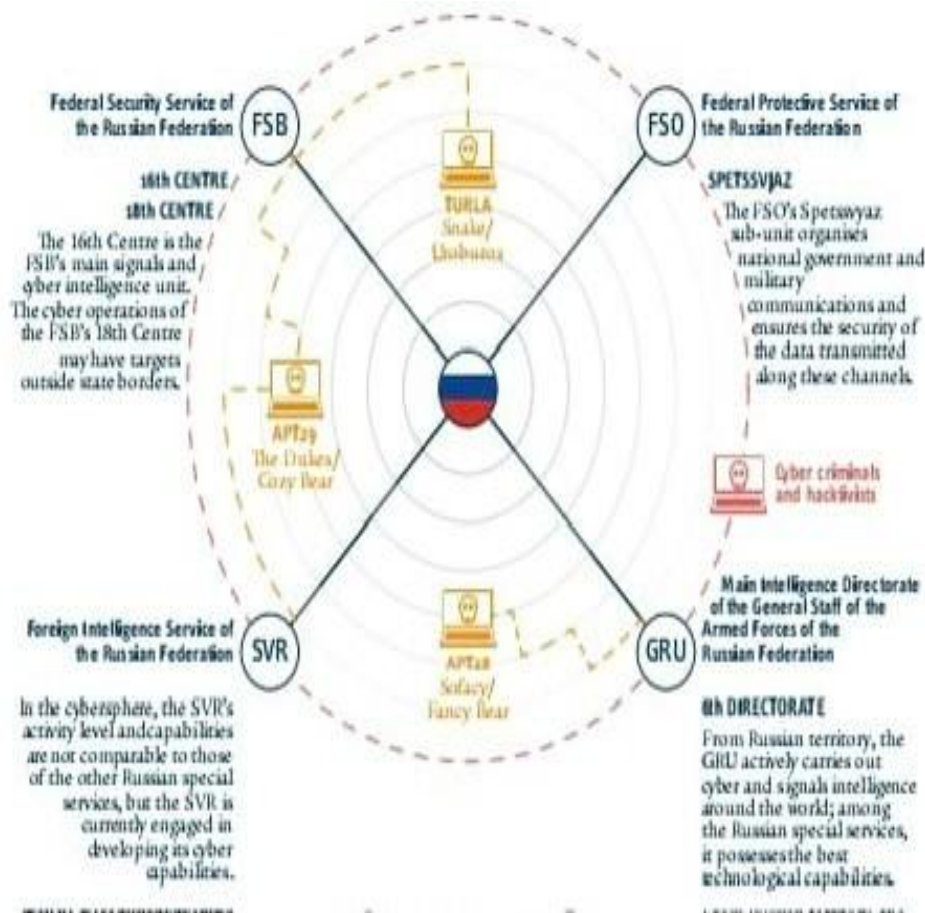 Federal Security Service of
the Russian Federation
FSB
16th CENTRE
18th CENTRE
The 16th Centre is the
FSB's main signals and
cyber intelligence unit.
The cyber operations of
the FSB's 18th Centre
may have targets
outside state borders.
FSO
Federal Protective Service of
the Russian Federation
SPETSSVJAZ
The FSO's Spetssvyaz
sub-unit organises
national government and
military
communications and
ensures the security of
the data transmitted
along these channels.
TURLA
Snake/
Uroburos
APT29
The Dukes/
Cozy Bear
Cyber criminals
and hacktivists
APT28
Sofacy/
Fancy Bear
Foreign Intelligence Service of
the Russian Federation
SVR
In the cybersphere, the SVR's
activity level and capabilities
are not comparable to those
of the other Russian special
services, but the SVR is
currently engaged in
developing its cyber
capabilities.
GRU
Main Intelligence Directorate
of the General Staff of the
Armed Forces of the
Russian Federation
6th DIRECTORATE
From Russian territory, the
GRU actively carries out
cyber and signals intelligence
around the world; among
the Russian special services,
it possesses the best
technological capabilities.